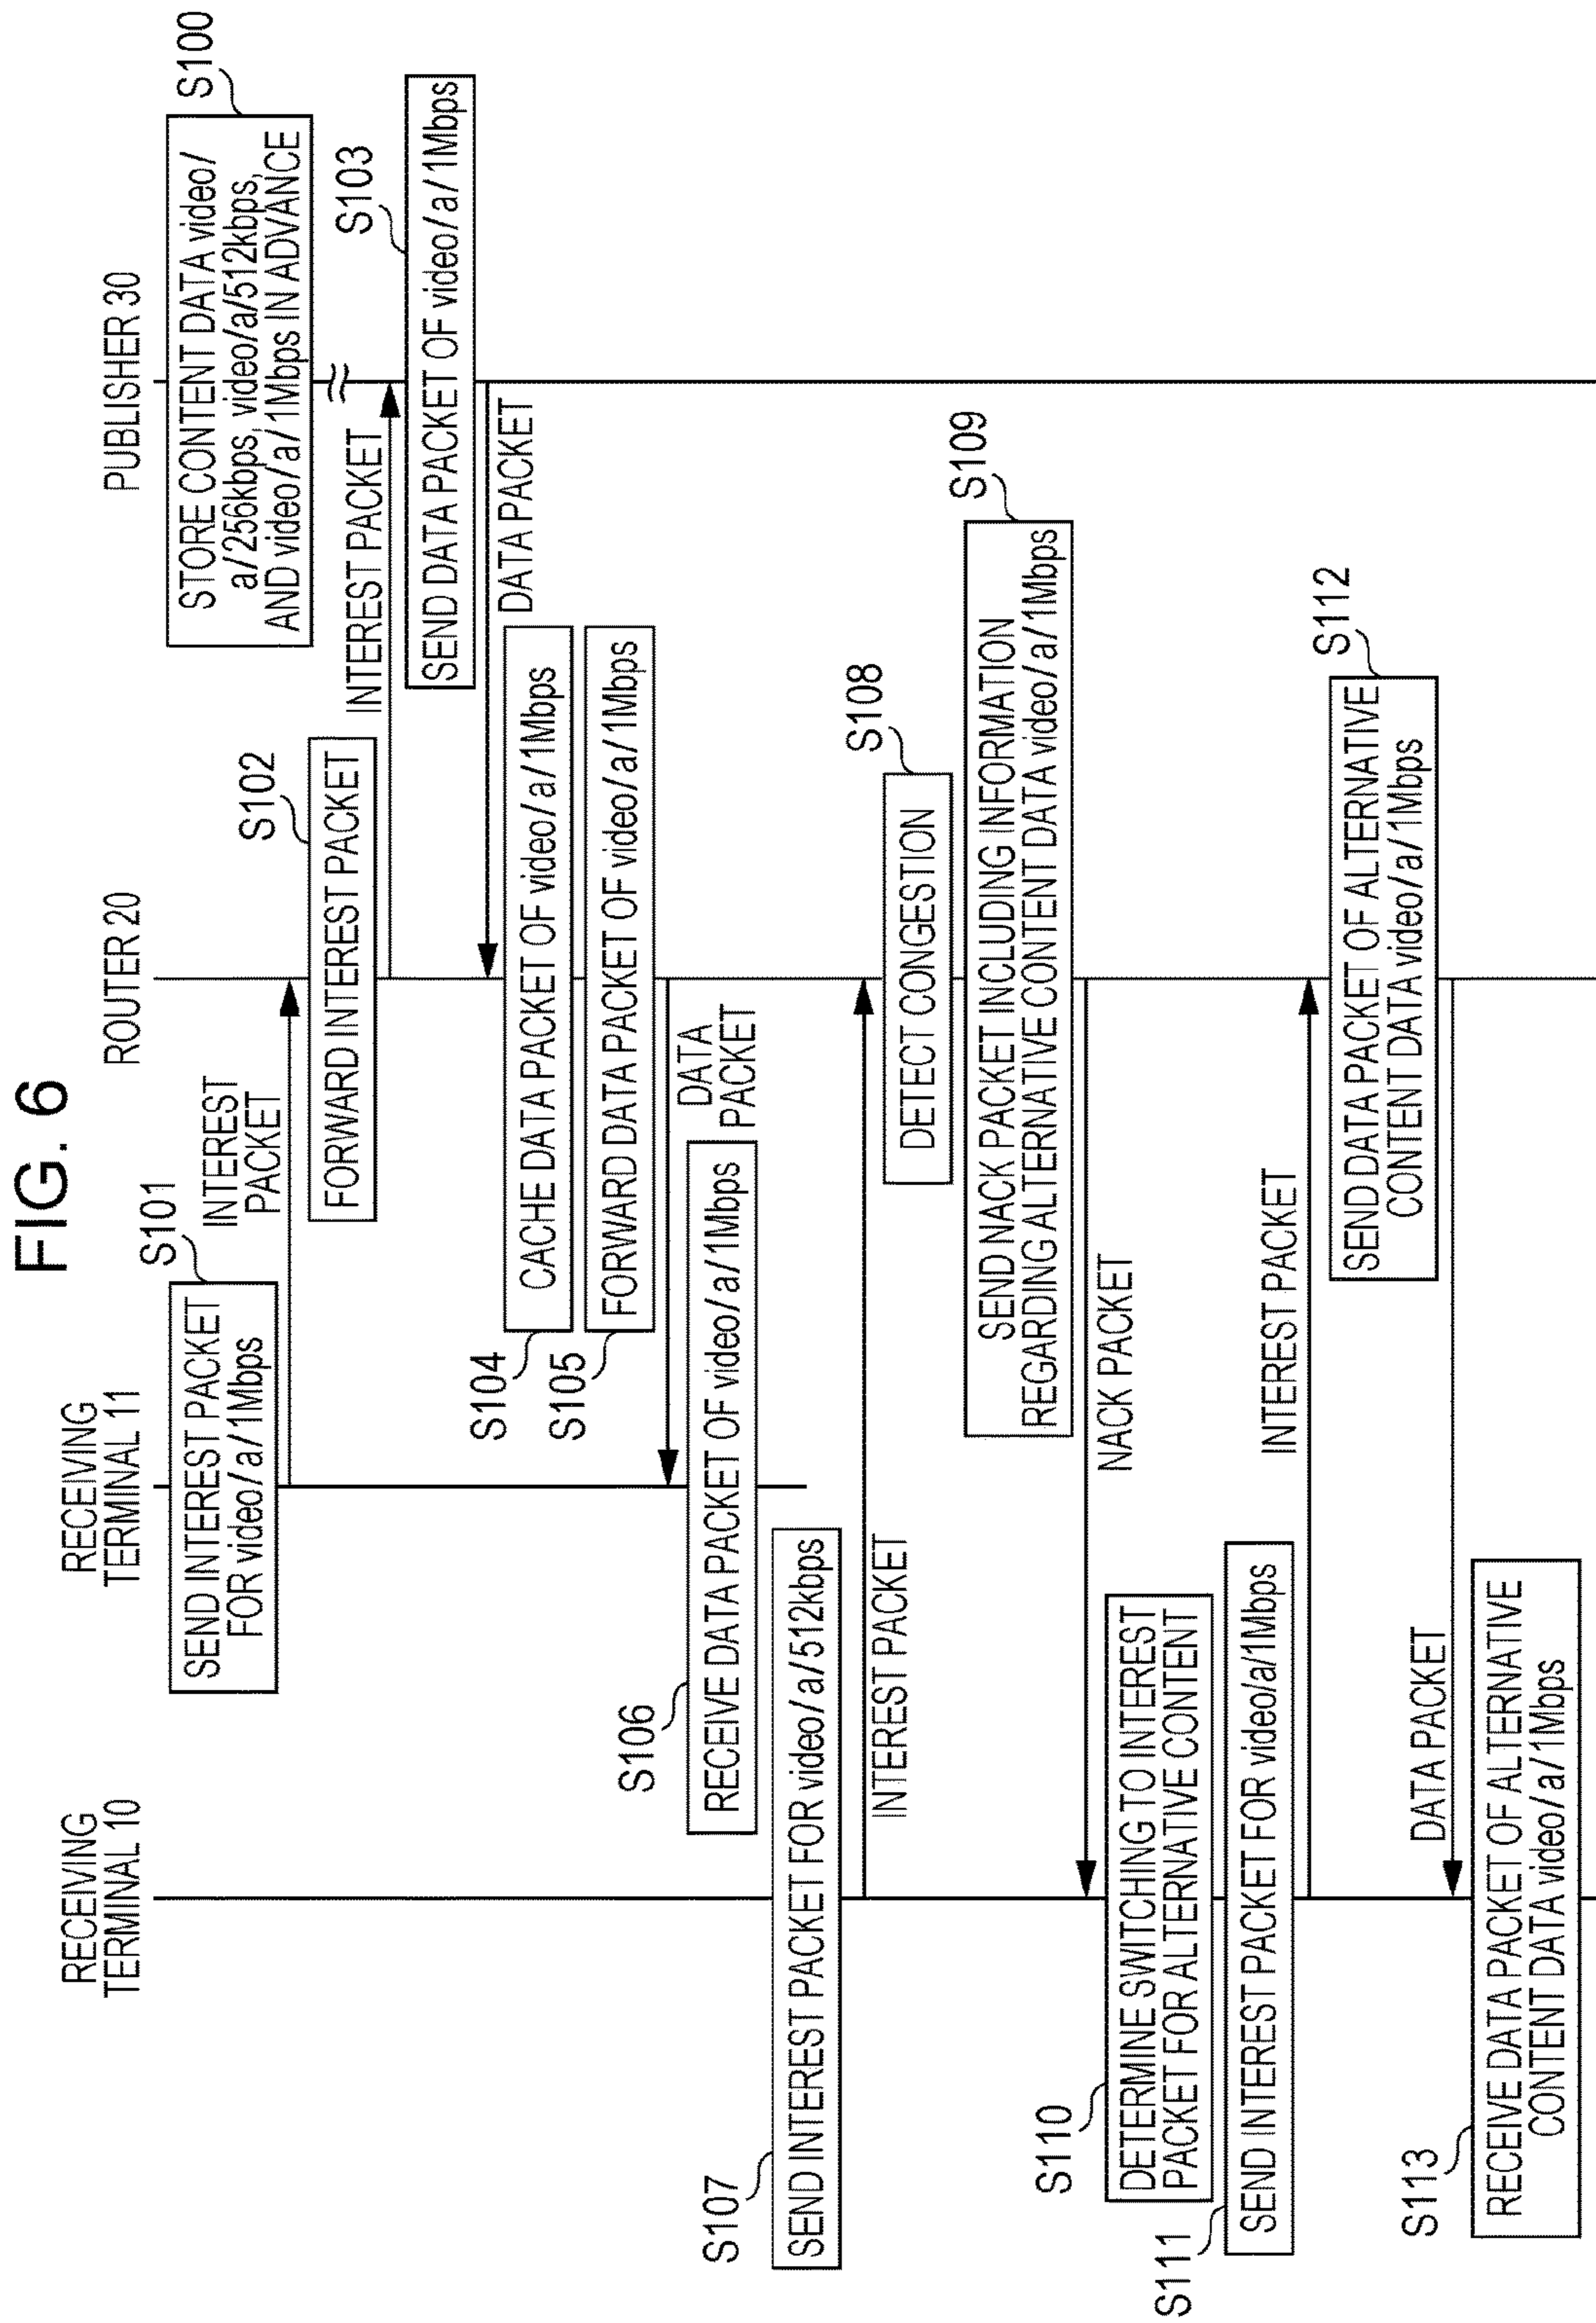 FIG. 6
RECEIVING
TERMINAL 10
RECEIVING
TERMINAL 11
ROUTER 20
PUBLISHER 30
S100
STORE CONTENT DATA video/
a/256kbps, video/a/512kbps,
AND video/a/1Mbps IN ADVANCE
S101
SEND INTEREST PACKET
FOR video/a/1Mbps
INTEREST
PACKET
S102
FORWARD INTEREST PACKET
INTEREST PACKET
S103
SEND DATA PACKET OF video/a/1Mbps
DATA PACKET
S104
CACHE DATA PACKET OF video/a/1Mbps
S105
FORWARD DATA PACKET OF video/a/1Mbps
DATA
PACKET
S106
RECEIVE DATA PACKET OF video/a/1Mbps
S107
SEND INTEREST PACKET FOR video/a/512kbps
INTEREST PACKET
S108
DETECT CONGESTION
S109
SEND NACK PACKET INCLUDING INFORMATION
REGARDING ALTERNATIVE CONTENT DATA video/a/1Mbps
NACK PACKET
S110
DETERMINE SWITCHING TO INTEREST
PACKET FOR ALTERNATIVE CONTENT
S111
SEND INTEREST PACKET FOR video/a/1Mbps
INTEREST PACKET
S112
SEND DATA PACKET OF ALTERNATIVE
CONTENT DATA video/a/1Mbps
DATA PACKET
S113
RECEIVE DATA PACKET OF ALTERNATIVE
CONTENT DATA video/a/1Mbps